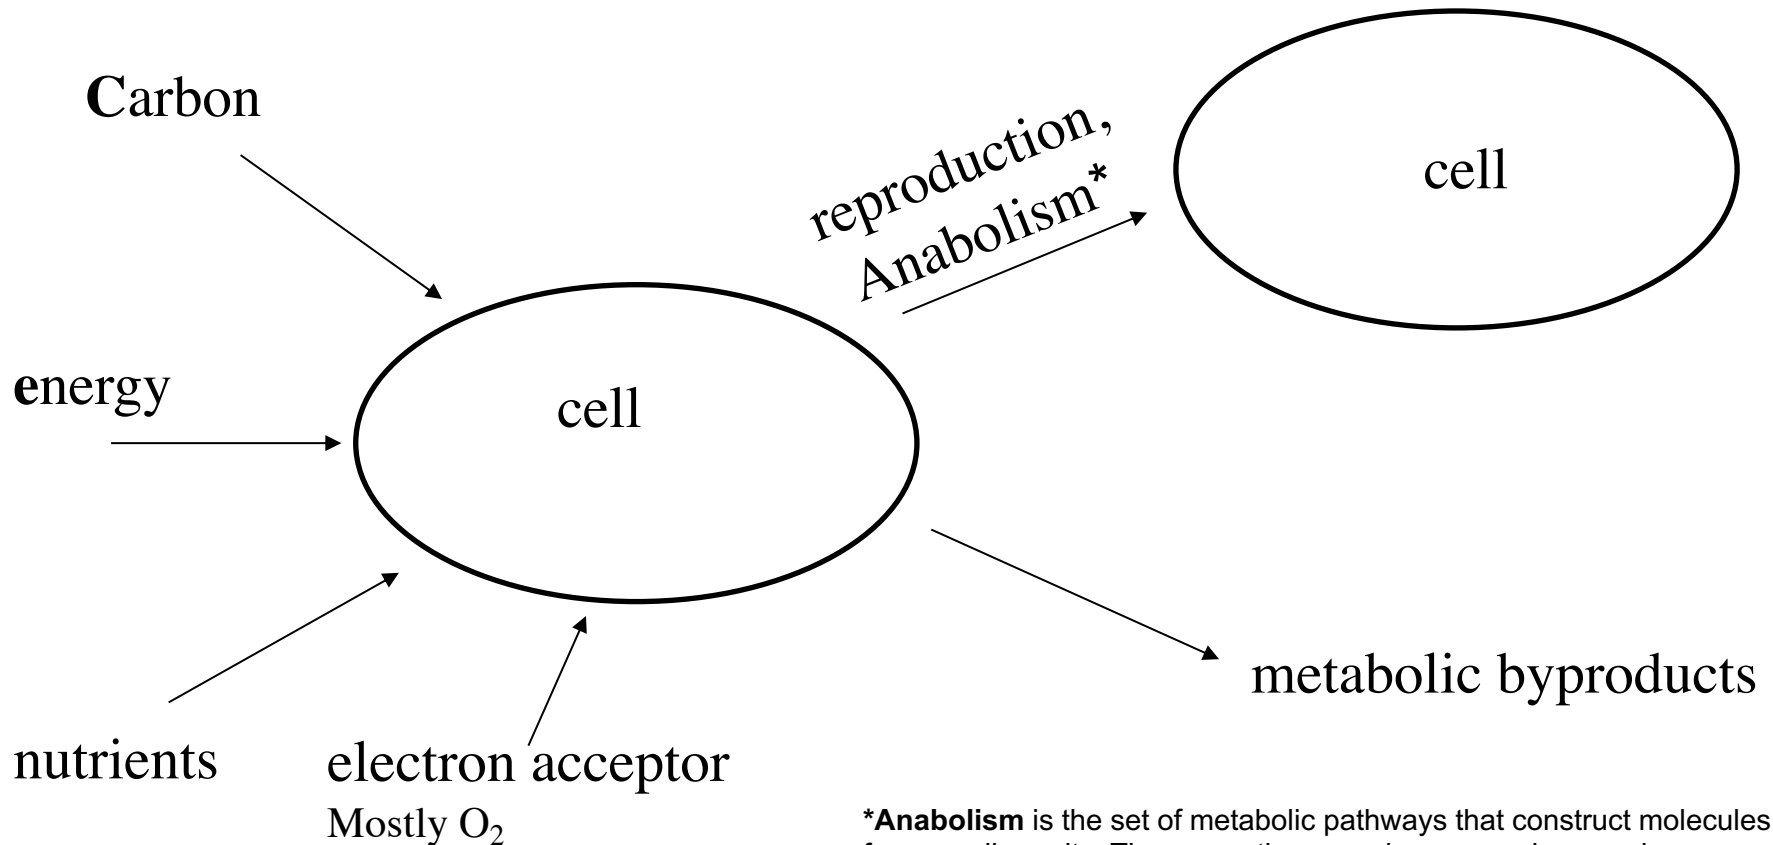 Carbon
reproduction,
Anabolism*
cell
energy
cell
metabolic byproducts
nutrients
electron acceptor
Mostly O₂
*Anabolism is the set of metabolic pathways that construct molecules